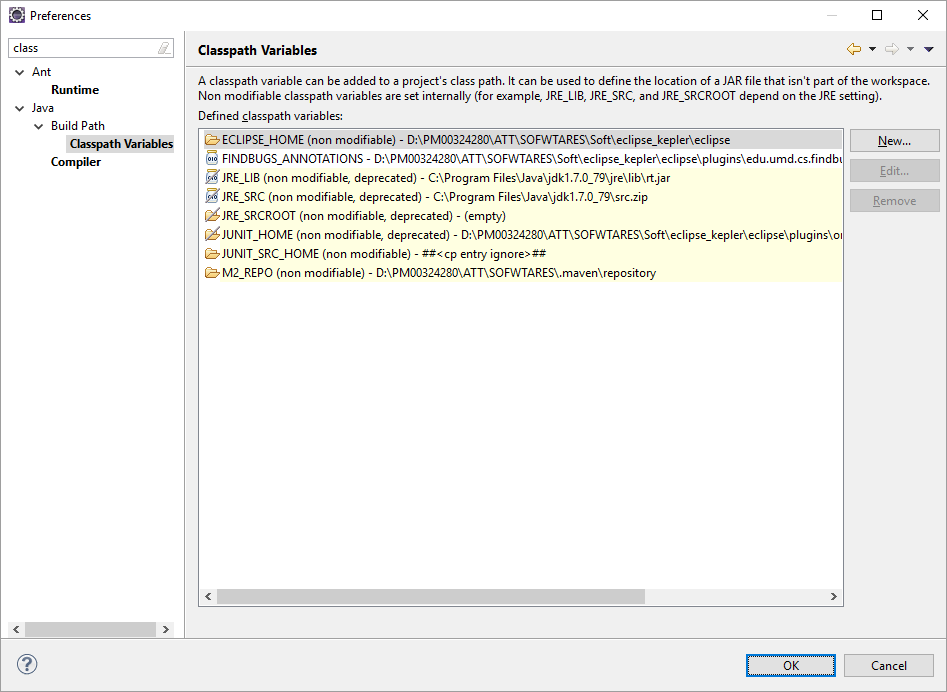 Preferences
class
Ant
Runtime
Java
Build Path
Classpath Variables
Compiler
Classpath Variables
A classpath variable can be added to a project's class path. It can be used to define the location of a JAR file that isn't part of the workspace.
Non modifiable classpath variables are set internally (for example, JRE_LIB, JRE_SRC, and JRE_SRCROOT depend on the JRE setting).
Defined classpath variables:
ECLIPSE_HOME (non modifiable) - D:\PM00324280\ATT\SOFWTARES\Soft\eclipse_kepler\eclipse
FINDBUGS_ANNOTATIONS - D:\PM00324280\ATT\SOFWTARES\Soft\eclipse_kepler\eclipse\plugins\edu.umd.cs.findbu
JRE_LIB (non modifiable, deprecated) - C:\Program Files\Java\jdk1.7.0_79\jre\lib\rt.jar
JRE_SRC (non modifiable, deprecated) - C:\Program Files\Java\jdk1.7.0_79\src.zip
JRE_SRCROOT (non modifiable, deprecated) - (empty)
JUNIT_HOME (non modifiable, deprecated) - D:\PM00324280\ATT\SOFWTARES\Soft\eclipse_kepler\eclipse\plugins\or
JUNIT_SRC_HOME (non modifiable) - ##<cp entry ignore>##
M2_REPO (non modifiable) - D:\PM00324280\ATT\SOFWTARES\.maven\repository
New...
Edit...
Remove
OK
Cancel